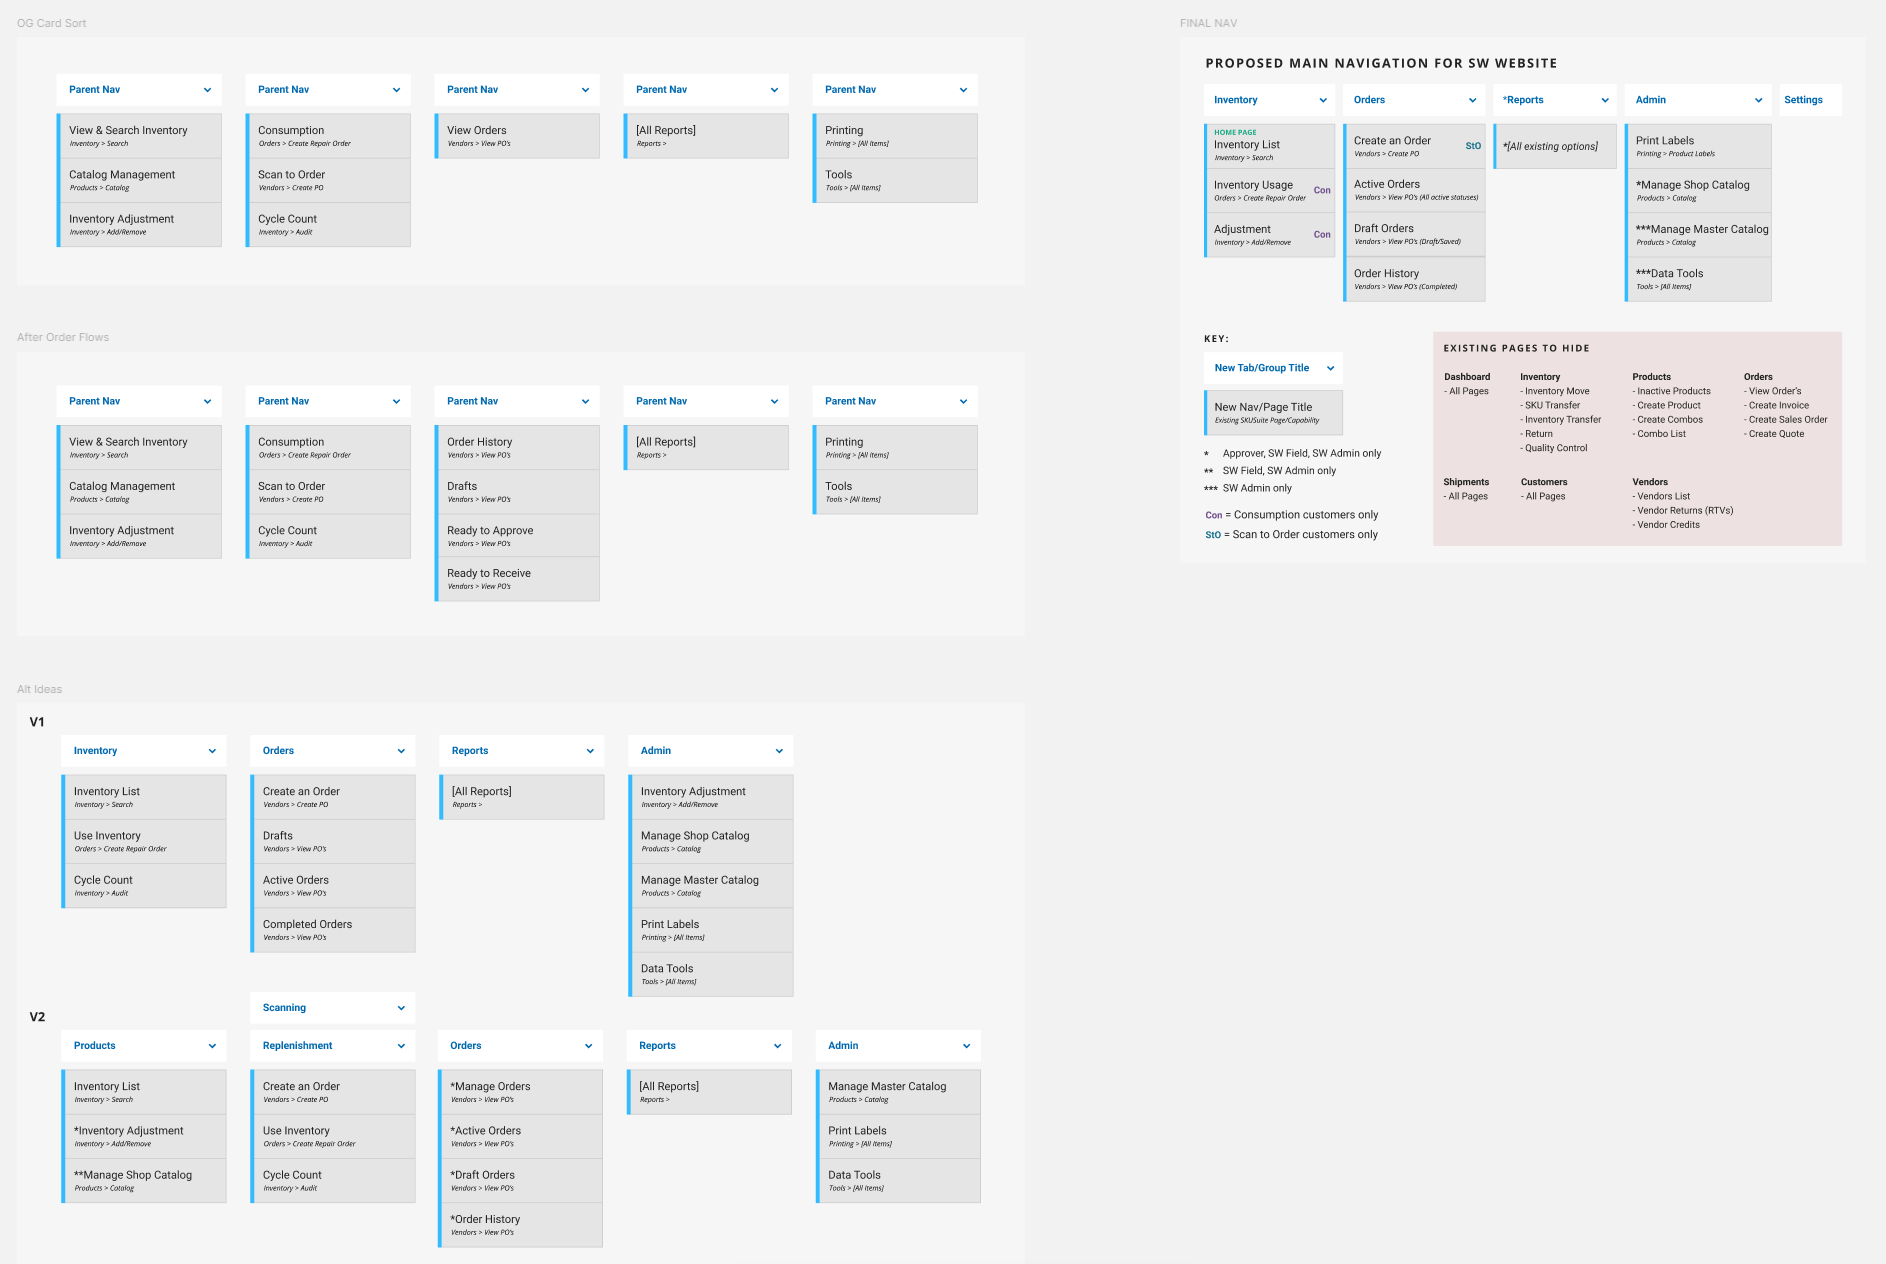 OG Card Sort
Parent Nav
View & Search Inventory
Inventory > Search
Catalog Management
Products > Catalog
Inventory Adjustment
Inventory > Add/Remove
Parent Nav
Consumption
Orders > Create Repair Order
Scan to Order
Vendors > Create PO
Cycle Count
Inventory > Audit
Parent Nav
View Orders
Vendors > View PO's
Parent Nav
[All Reports]
Reports >
Parent Nav
Printing
Printing > [All Items]
Tools
Tools > [All Items]
After Order Flows
Parent Nav
View & Search Inventory
Inventory > Search
Catalog Management
Products > Catalog
Inventory Adjustment
Inventory > Add/Remove
Parent Nav
Consumption
Orders > Create Repair Order
Scan to Order
Vendors > Create PO
Cycle Count
Inventory > Audit
Parent Nav
Order History
Vendors > View PO's
Drafts
Vendors > View PO's
Ready to Approve
Vendors > View PO's
Ready to Receive
Vendors > View PO's
Parent Nav
[All Reports]
Reports >
Parent Nav
Printing
Printing > [All Items]
Tools
Tools > [All Items]
Alt Ideas
V1
Inventory
Inventory List
Inventory > Search
Use Inventory
Orders > Create Repair Order
Cycle Count
Inventory > Audit
Orders
Create an Order
Vendors > Create PO
Drafts
Vendors > View PO's
Active Orders
Vendors > View PO's
Completed Orders
Vendors > View PO's
Reports
[All Reports]
Reports >
Admin
Inventory Adjustment
Inventory > Add/Remove
Manage Shop Catalog
Products > Catalog
Manage Master Catalog
Products > Catalog
Print Labels
Printing > [All Items]
Data Tools
Tools > [All Items]
V2
Products
Inventory List
Inventory > Search
*Inventory Adjustment
Inventory > Add/Remove
**Manage Shop Catalog
Products > Catalog
Scanning
Replenishment
Create an Order
Vendors > Create PO
Use Inventory
Orders > Create Repair Order
Cycle Count
Inventory > Audit
Orders
*Manage Orders
Vendors > View PO's
*Active Orders
Vendors > View PO's
*Draft Orders
Vendors > View PO's
*Order History
Vendors > View PO's
Reports
[All Reports]
Reports >
Admin
Manage Master Catalog
Products > Catalog
Print Labels
Printing > [All Items]
Data Tools
Tools > [All Items]
FINAL NAV
PROPOSED MAIN NAVIGATION FOR SW WEBSITE
Inventory
HOME PAGE
Inventory List
Inventory > Search
Inventory Usage
Orders > Create Repair Order
Con
Adjustment
Inventory > Add/Remove
Con
Orders
Create an Order
Vendors > Create PO
StO
Active Orders
Vendors > View PO's (All active statuses)
Draft Orders
Vendors > View PO's (Draft/Saved)
Order History
Vendors > View PO's (Completed)
*Reports
*[All existing options]
Admin
Print Labels
Printing > Product Labels
*Manage Shop Catalog
Products > Catalog
***Manage Master Catalog
Products > Catalog
***Data Tools
Tools > [All Items]
Settings
KEY:
New Tab/Group Title
New Nav/Page Title
Existing SKUSuite Page/Capability
* Approver, SW Field, SW Admin only
** SW Field, SW Admin only
*** SW Admin only
Con = Consumption customers only
StO = Scan to Order customers only
EXISTING PAGES TO HIDE
Dashboard
- All Pages
Inventory
- Inventory Move
- SKU Transfer
- Inventory Transfer
- Return
- Quality Control
Products
- Inactive Products
- Create Product
- Create Combos
- Combo List
Orders
- View Order's
- Create Invoice
- Create Sales Order
- Create Quote
Shipments
- All Pages
Customers
- All Pages
Vendors
- Vendors List
- Vendor Returns (RTVs)
- Vendor Credits